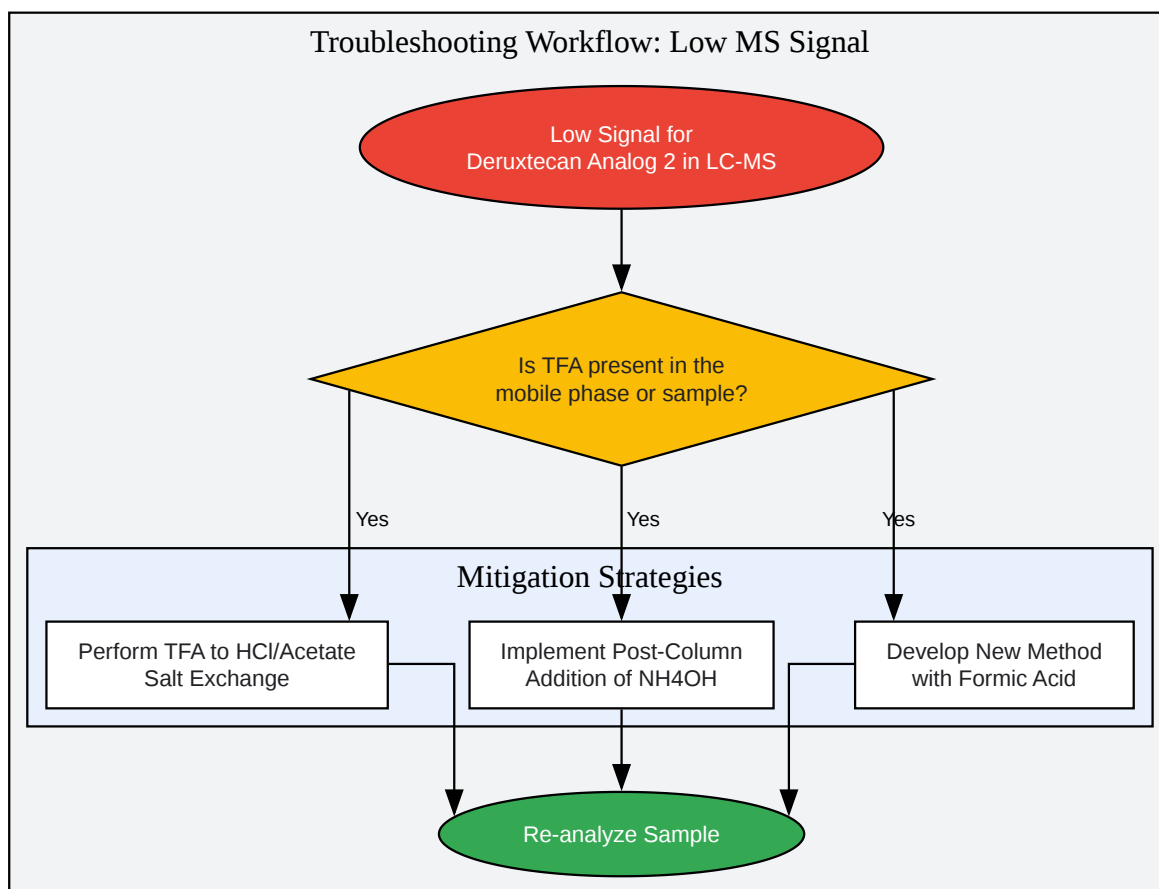 Troubleshooting Workflow: Low MS Signal
Low Signal for
Deruxtecan Analog 2 in LC-MS
Is TFA present in the
mobile phase or sample?
Yes
Yes
Yes
Mitigation Strategies
Perform TFA to HCl/Acetate
Salt Exchange
Implement Post-Column
Addition of NH4OH
Develop New Method
with Formic Acid
Re-analyze Sample